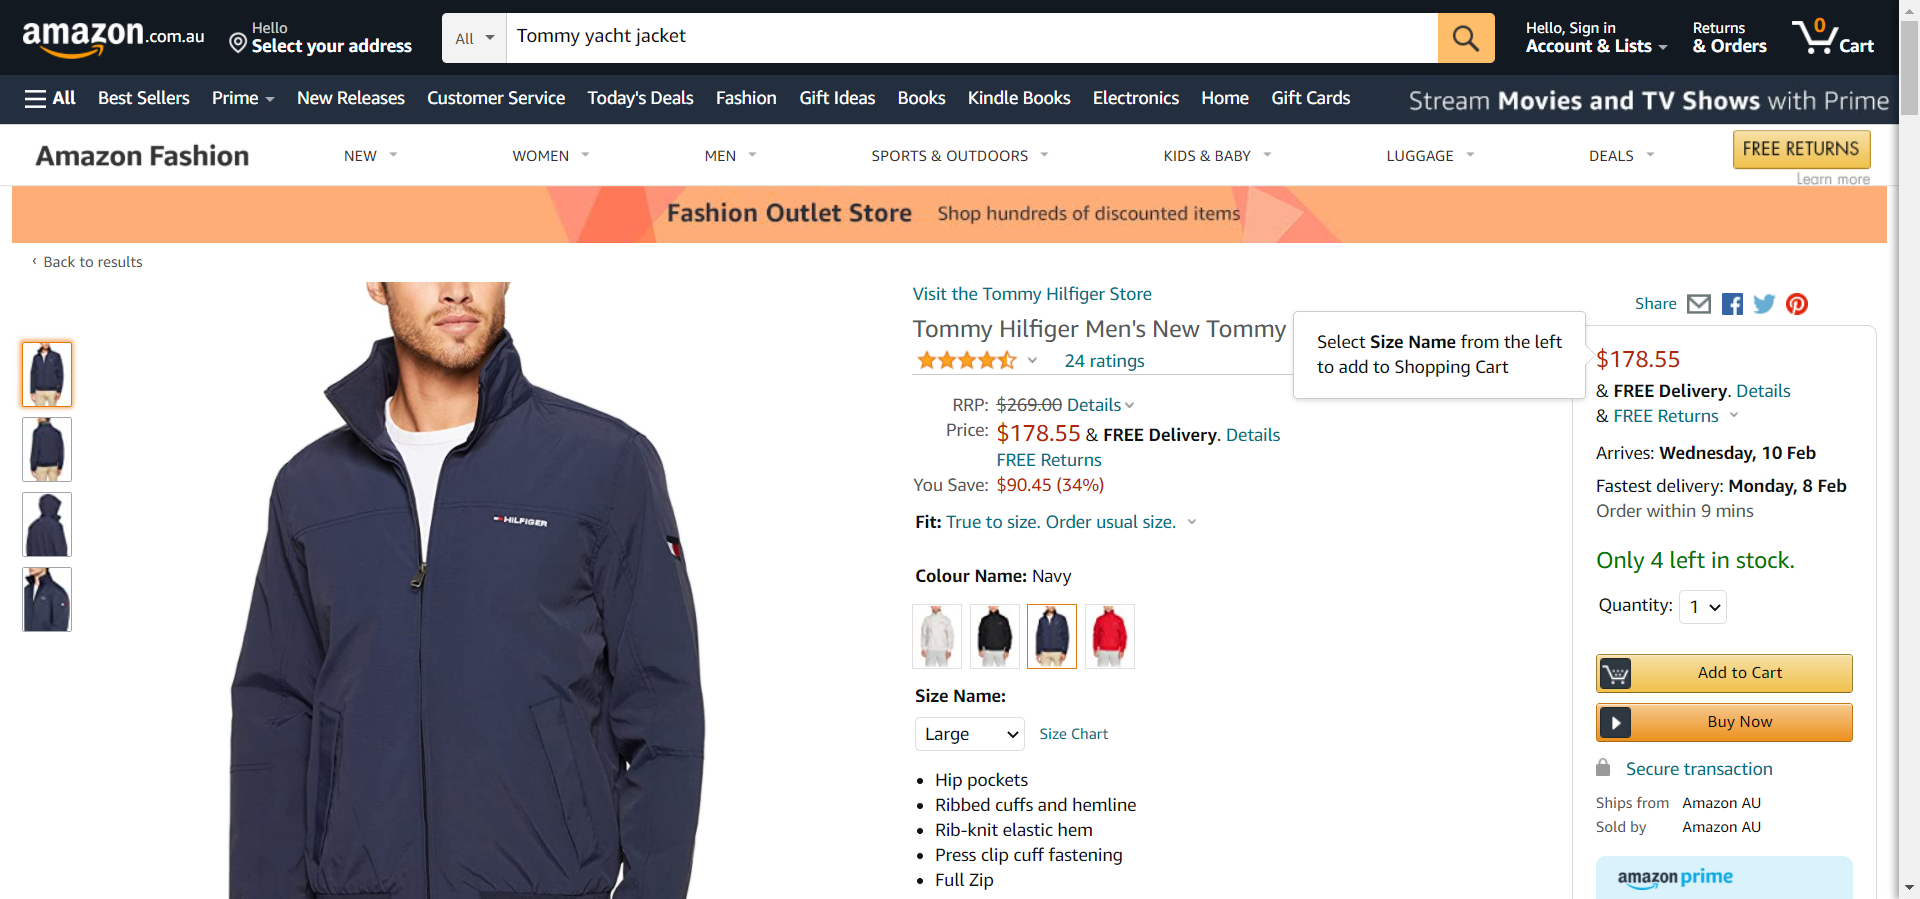 amazon.com.au
Hello
Select your address
All
Tommy yacht jacket
Hello, Sign in
Account & Lists
Returns
& Orders
0
Cart
All
Best Sellers
Prime
New Releases
Customer Service
Today's Deals
Fashion
Gift Ideas
Books
Kindle Books
Electronics
Home
Gift Cards
Stream Movies and TV Shows with Prime
Amazon Fashion
NEW
WOMEN
MEN
SPORTS & OUTDOORS
KIDS & BABY
LUGGAGE
DEALS
FREE RETURNS
Learn more
Fashion Outlet Store Shop hundreds of discounted items
‹ Back to results
HILFIGER
Visit the Tommy Hilfiger Store
Tommy Hilfiger Men's New Tommy
24 ratings
RRP: $269.00 Details
Price: $178.55 & FREE Delivery. Details
FREE Returns
You Save: $90.45 (34%)
Fit: True to size. Order usual size.
Colour Name: Navy
Size Name:
Large
Size Chart
• Hip pockets
• Ribbed cuffs and hemline
• Rib-knit elastic hem
• Press clip cuff fastening
• Full Zip
Select Size Name from the left
to add to Shopping Cart
Share
$178.55
& FREE Delivery. Details
& FREE Returns
Arrives: Wednesday, 10 Feb
Fastest delivery: Monday, 8 Feb
Order within 9 mins
Only 4 left in stock.
Quantity: 1
Add to Cart
Buy Now
Secure transaction
Ships from Amazon AU
Sold by Amazon AU
amazon prime